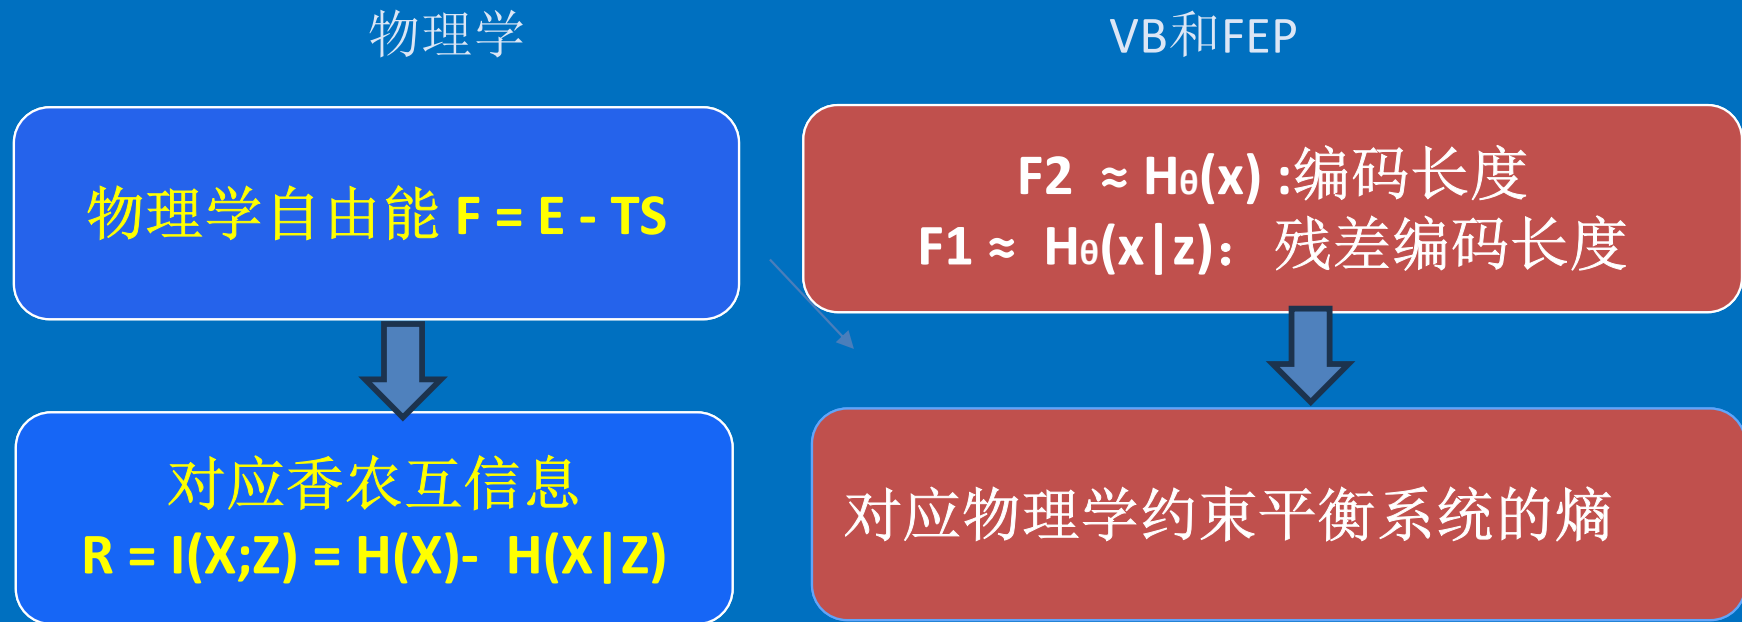 物理学
VB和FEP
物理学自由能 F = E - TS
F2 ≈ Hθ(x) :编码长度
F1 ≈ Hθ(x|z)： 残差编码长度
对应香农互信息
R = I(X;Z) = H(X)- H(X|Z)
对应物理学约束平衡系统的熵